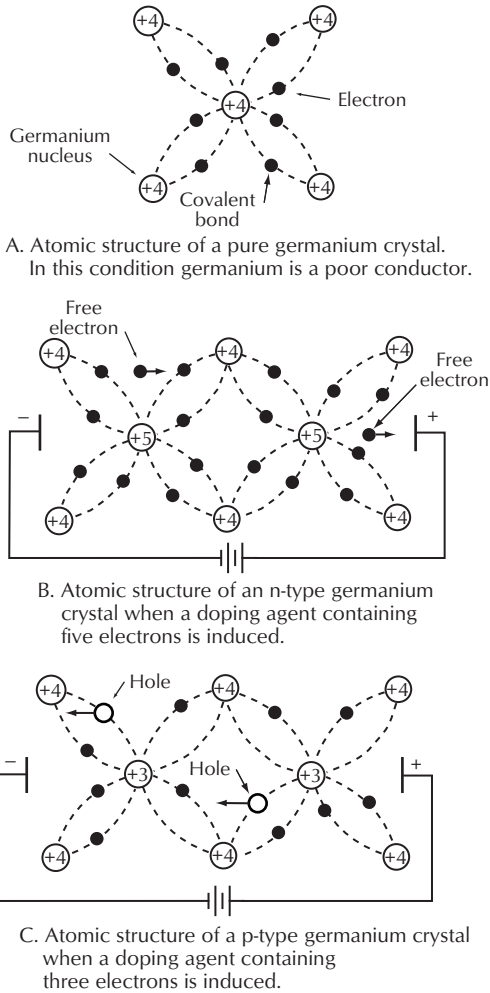 +4
+4
+4
Electron
Germanium
nucleus
+4
+4
Covalent
bond
A. Atomic structure of a pure germanium crystal.
In this condition germanium is a poor conductor.
Free
electron
+4
+4
+4
Free
electron
−
+
+5
+5
+4
+4
+4
B. Atomic structure of an n-type germanium
crystal when a doping agent containing
five electrons is induced.
Hole
+4
+4
+4
−
+
Hole
+3
+3
+4
+4
+4
C. Atomic structure of a p-type germanium crystal
when a doping agent containing
three electrons is induced.